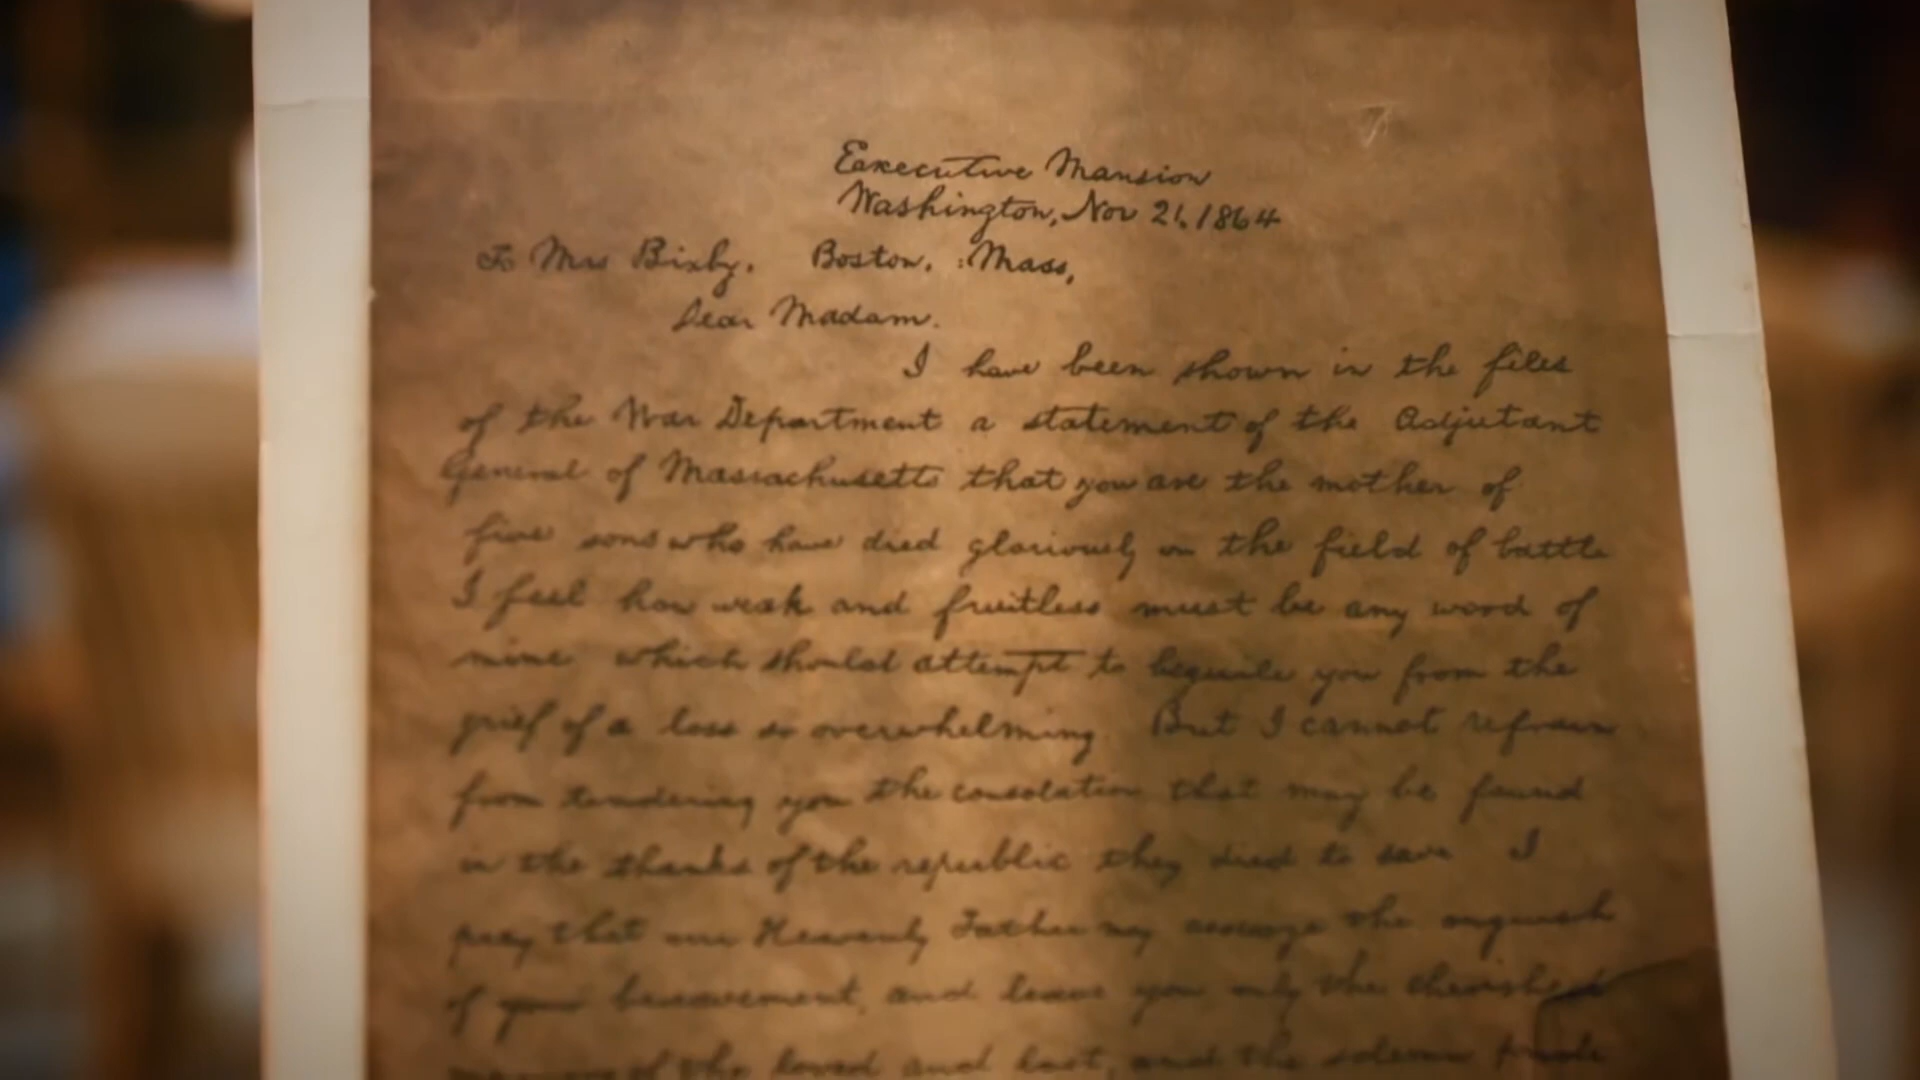 Executive Mansion
Washington, Nov 21, 1864
To Mrs Bixby. Boston, Mass,
Dear Madam.
I have been shown in the files
of the War Department a statement of the Adjutant
General of Massachusetts that you are the mother of
five sons who have died gloriously on the field of battle
I feel how weak and fruitless must be any word of
mine which should attempt to beguile you from the
grief of a loss so overwhelming. But I cannot refrain
from tendering you the consolation that may be found
in the thanks of the republic they died to save I
pray that our Heavenly Father may assuage the anguish
of your bereavement, and leave you only the cherished
of the loved and lost, and the solemn pride